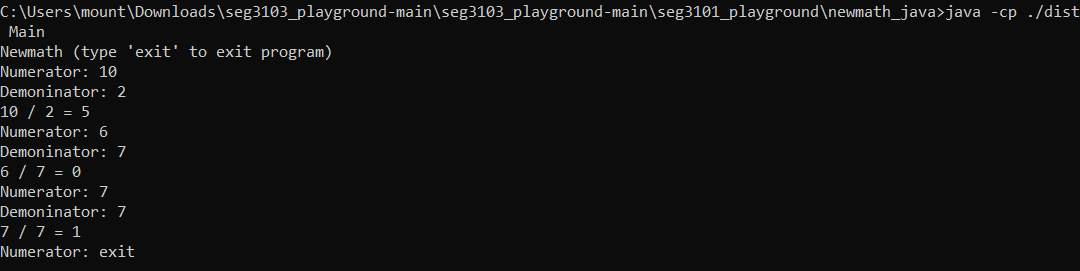 C:\Users\mount\Downloads\seg3103_playground-main\seg3103_playground-main\seg3101_playground\newmath_java>java -cp ./dist
Main
Newmath (type 'exit' to exit program)
Numerator: 10
Demoninator: 2
10 / 2 = 5
Numerator: 6
Demoninator: 7
6 / 7 = 0
Numerator: 7
Demoninator: 7
7 / 7 = 1
Numerator: exit